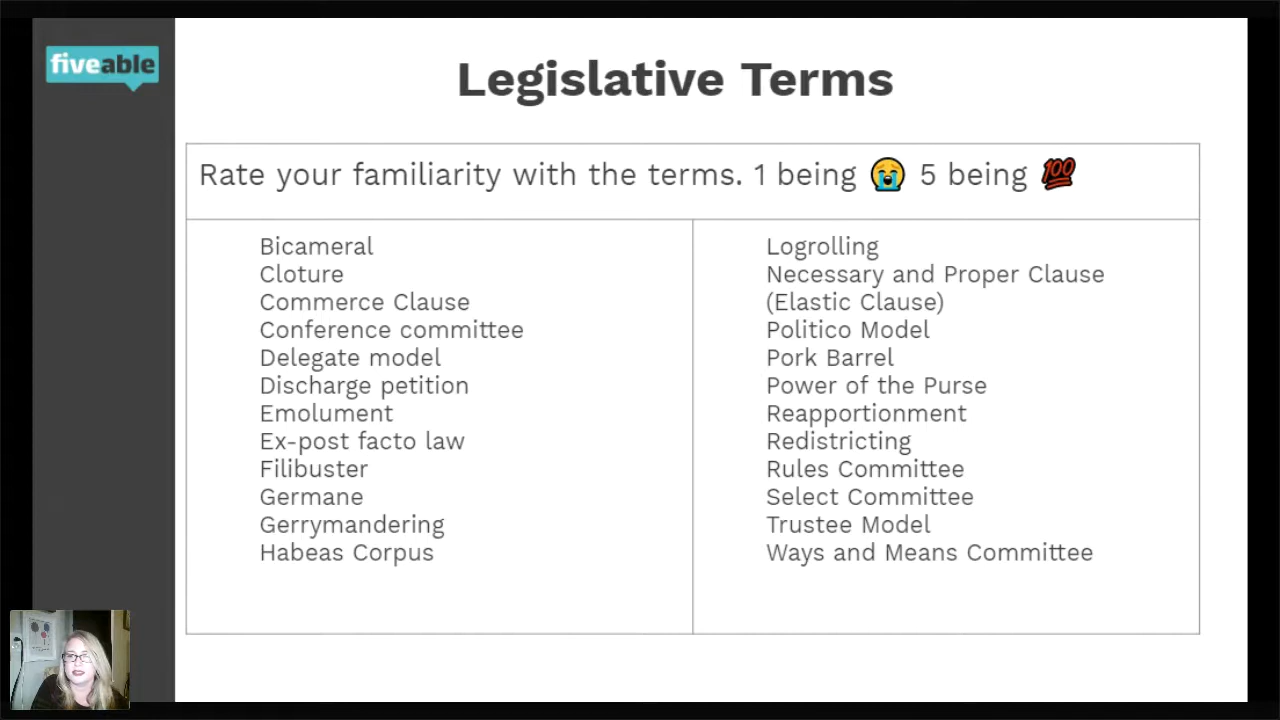 fiveable
Legislative Terms
Rate your familiarity with the terms. 1 being 😭 5 being 💯
Bicameral
Cloture
Commerce Clause
Conference committee
Delegate model
Discharge petition
Emolument
Ex-post facto law
Filibuster
Germane
Gerrymandering
Habeas Corpus
Logrolling
Necessary and Proper Clause
(Elastic Clause)
Politico Model
Pork Barrel
Power of the Purse
Reapportionment
Redistricting
Rules Committee
Select Committee
Trustee Model
Ways and Means Committee